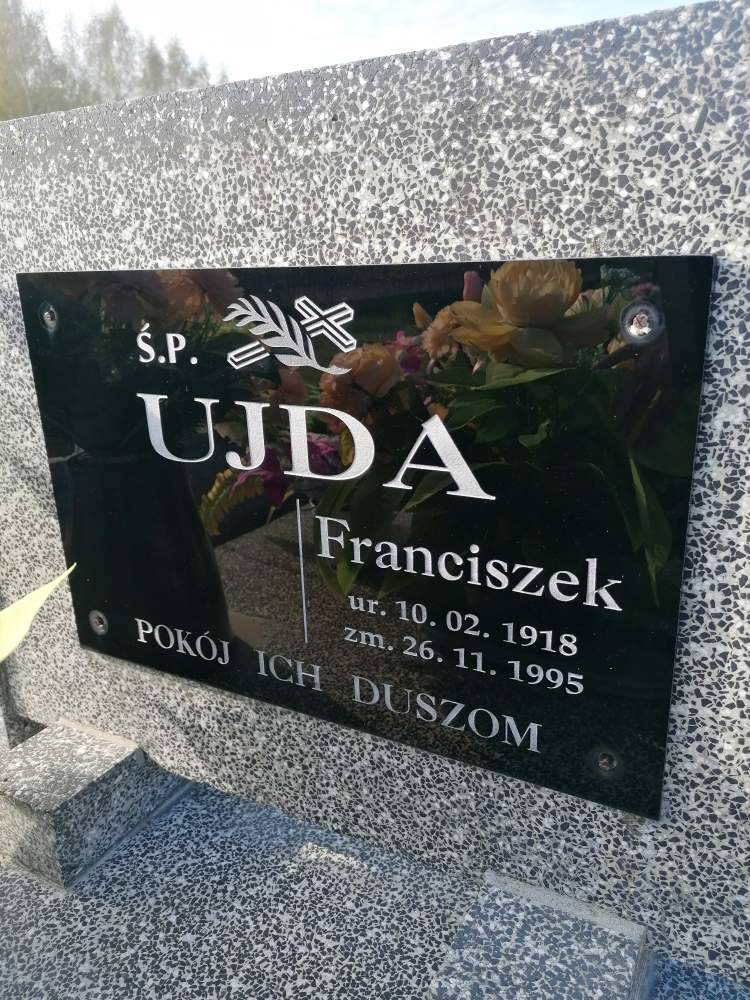 Ś.P.
UJDA
Franciszek
ur. 10. 02. 1918
zm. 26. 11. 1995
POKÓJ ICH DUSZOM